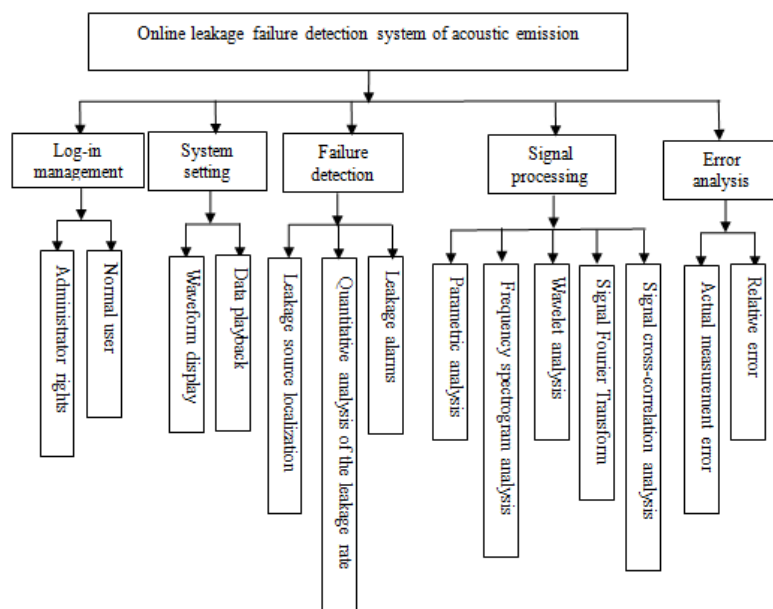 Online leakage failure detection system of acoustic emission
Log-in
management
System
setting
Failure
detection
Signal
processing
Error
analysis
Administrator rights
Normal user
Waveform display
Data playback
Leakage source localization
Quantitative analysis of the leakage rate
Leakage alarms
Parametric analysis
Frequency spectrogram analysis
Wavelet analysis
Signal Fourier Transform
Signal cross-correlation analysis
Actual measurement error
Relative error